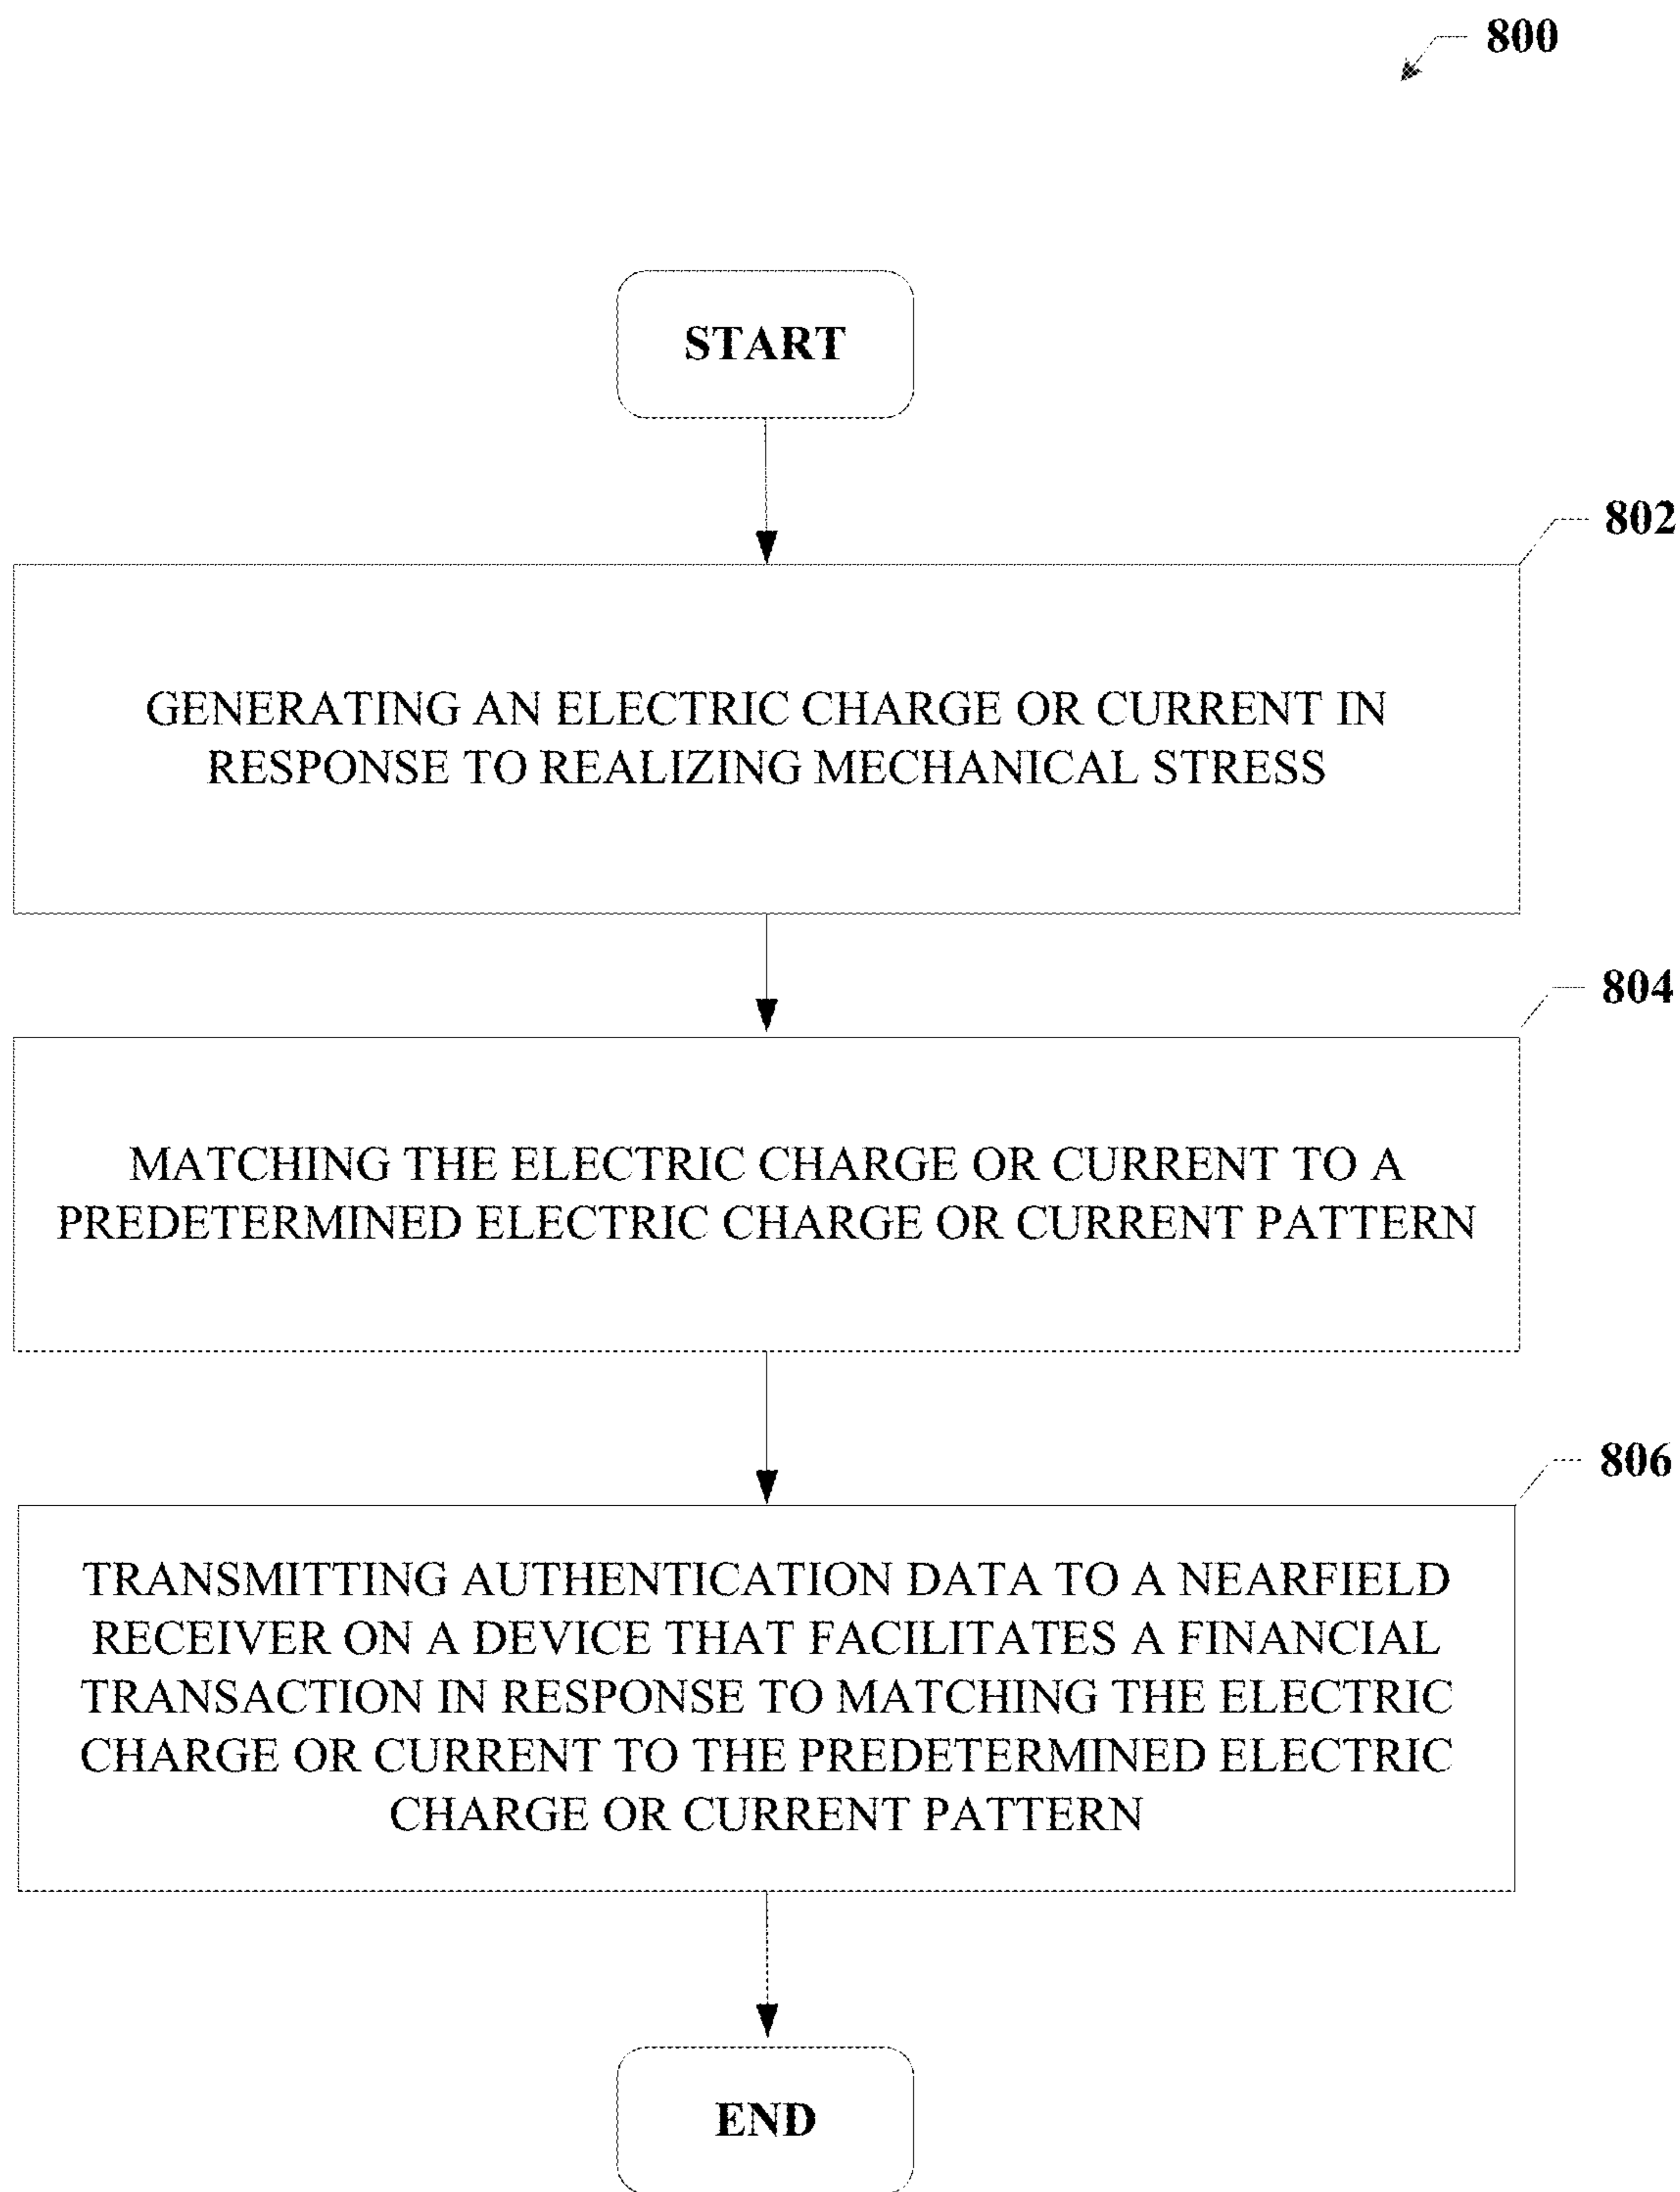 800
START
802
GENERATING AN ELECTRIC CHARGE OR CURRENT IN
RESPONSE TO REALIZING MECHANICAL STRESS
804
MATCHING THE ELECTRIC CHARGE OR CURRENT TO A
PREDETERMINED ELECTRIC CHARGE OR CURRENT PATTERN
806
TRANSMITTING AUTHENTICATION DATA TO A NEARFIELD
RECEIVER ON A DEVICE THAT FACILITATES A FINANCIAL
TRANSACTION IN RESPONSE TO MATCHING THE ELECTRIC
CHARGE OR CURRENT TO THE PREDETERMINED ELECTRIC
CHARGE OR CURRENT PATTERN
END